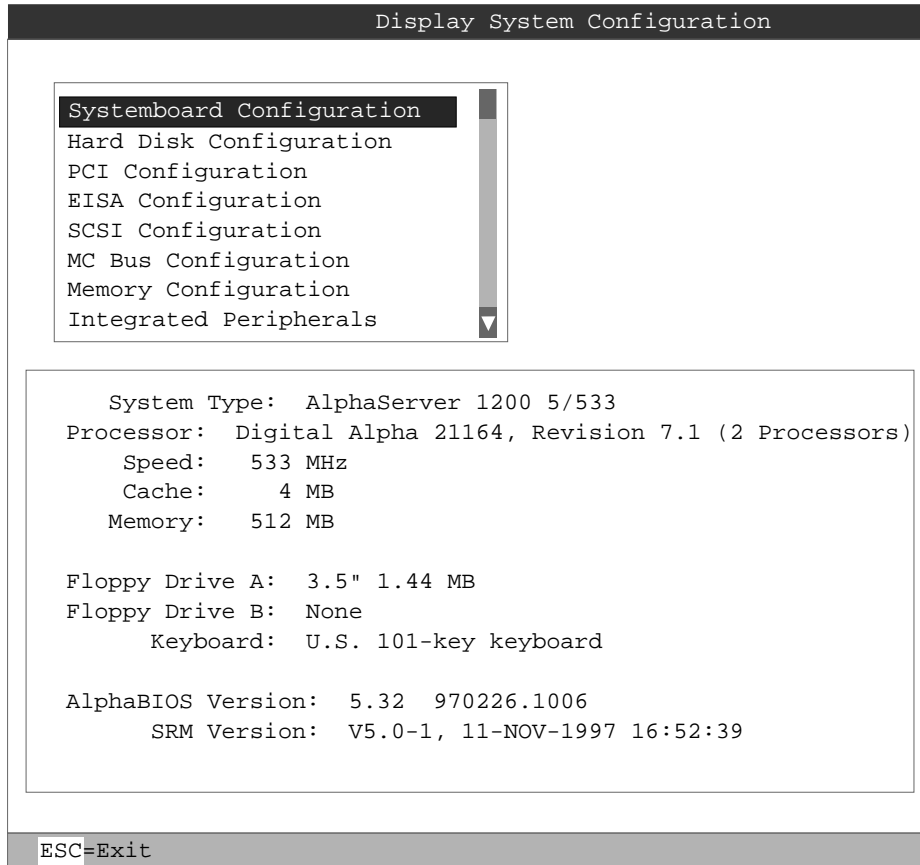 Display System Configuration
Systemboard Configuration
Hard Disk Configuration
PCI Configuration
EISA Configuration
SCSI Configuration
MC Bus Configuration
Memory Configuration
Integrated Peripherals
System Type: AlphaServer 1200 5/533
Processor: Digital Alpha 21164, Revision 7.1 (2 Processors)
Speed: 533 MHz
Cache: 4 MB
Memory: 512 MB
Floppy Drive A: 3.5" 1.44 MB
Floppy Drive B: None
Keyboard: U.S. 101-key keyboard
AlphaBIOS Version: 5.32 970226.1006
SRM Version: V5.0-1, 11-NOV-1997 16:52:39
ESC=Exit